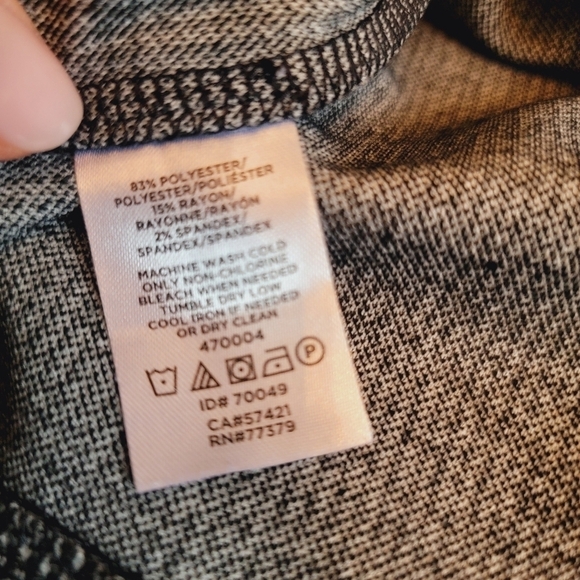 83% POLYESTER/
POLYESTER/POLIÉSTER
15% RAYON/
RAYONNE/RAYÓN
2% SPANDEX/
SPANDEX/SPANDEX
MACHINE WASH COLD
ONLY NON-CHLORINE
BLEACH WHEN NEEDED
TUMBLE DRY LOW
COOL IRON IF NEEDED
OR DRY CLEAN
470004
P
ID# 70049
CA#57421
RN#77379